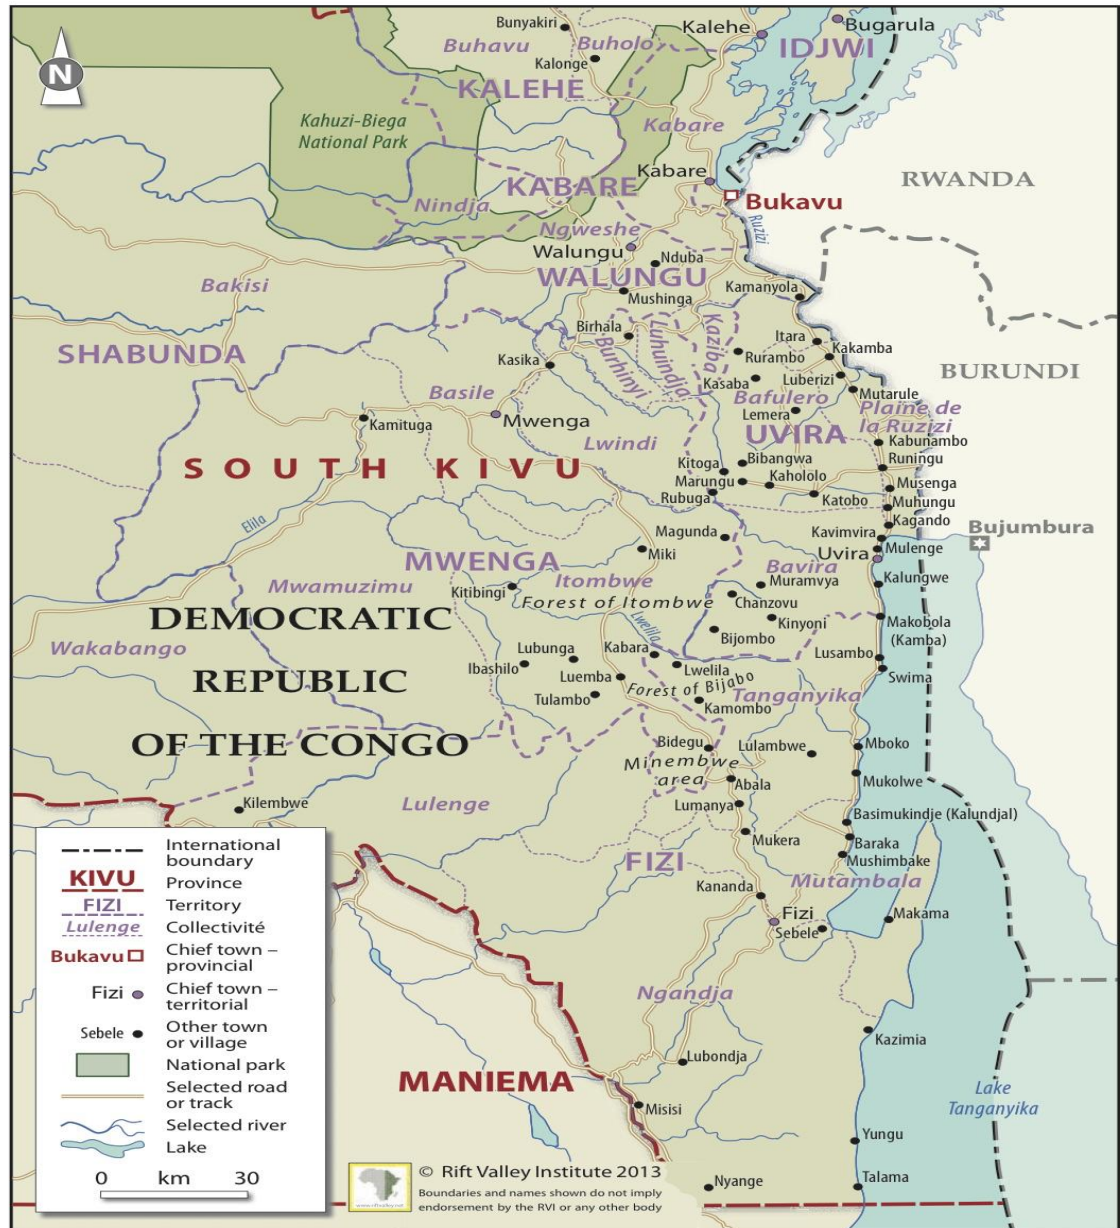 Bunyakiri
Kalehe
Bugarula
Buhavu
Buholo
IDJWI
Kalonge
N
KALEHE
Kahuzi-Biega
National Park
Kabare
Kabare
KABARE
RWANDA
Bukavu
Nindja
Ngweshe
Ruzizi
Walungu
Nduba
WALUNGU
Bakisi
Mushinga
Kamanyola
Birhala
Burhinyi
Luhuindja
Kaziba
Itara
SHABUNDA
Rurambo
Kakamba
Kasika
BURUNDI
Kasaba
Luberizi
Basile
Bafulero
Mutarule
Mwenga
Lemera
Plaine de
la Ruzizi
Kamituga
Lwindi
UVIRA
Kabunambo
SOUTH KIVU
Kitoga
Bibangwa
Runingu
Marungu
Kahololo
Musenga
Rubuga
Katobo
Muhungu
Elila
Kagando
Magunda
Kavimvira
Bujumbura
Miki
Uvira
Mulenge
MWENGA
Bavira
Mwamuzimu
Itombwe
Muramvya
Kalungwe
Kitibingi
Forest of Itombwe
Chanzovu
DEMOCRATIC
Lwelila
Kinyoni
Makobola
(Kamba)
Bijombo
Wakabango
Lubunga
Kabara
Lusambo
Ibashilo
Luemba
Lwelila
Swima
REPUBLIC
Forest of Bijabo
Tulambo
Tanganyika
Kamombo
OF THE CONGO
Bidegu
Lulambwe
Mboko
Minembwe
area
Abala
Mukolwe
Kilembwe
Lulenge
Lumanya
Basimukindje (Kalundjal)
Mukera
Baraka
FIZI
Mushimbake
Kananda
Mutambala
Fizi
Makama
Sebele
Ngandja
Kazimia
Lubondja
MANIEMA
Misisi
Lake
Tanganyika
Yungu
Nyange
Talama
International
boundary
KIVU Province
FIZI Territory
Lulenge Collectivité
Bukavu Chief town –
provincial
Fizi Chief town –
territorial
Sebele Other town
or village
National park
Selected road
or track
Selected river
Lake
0 km 30
www.riftvalley.net
© Rift Valley Institute 2013
Boundaries and names shown do not imply
endorsement by the RVI or any other body